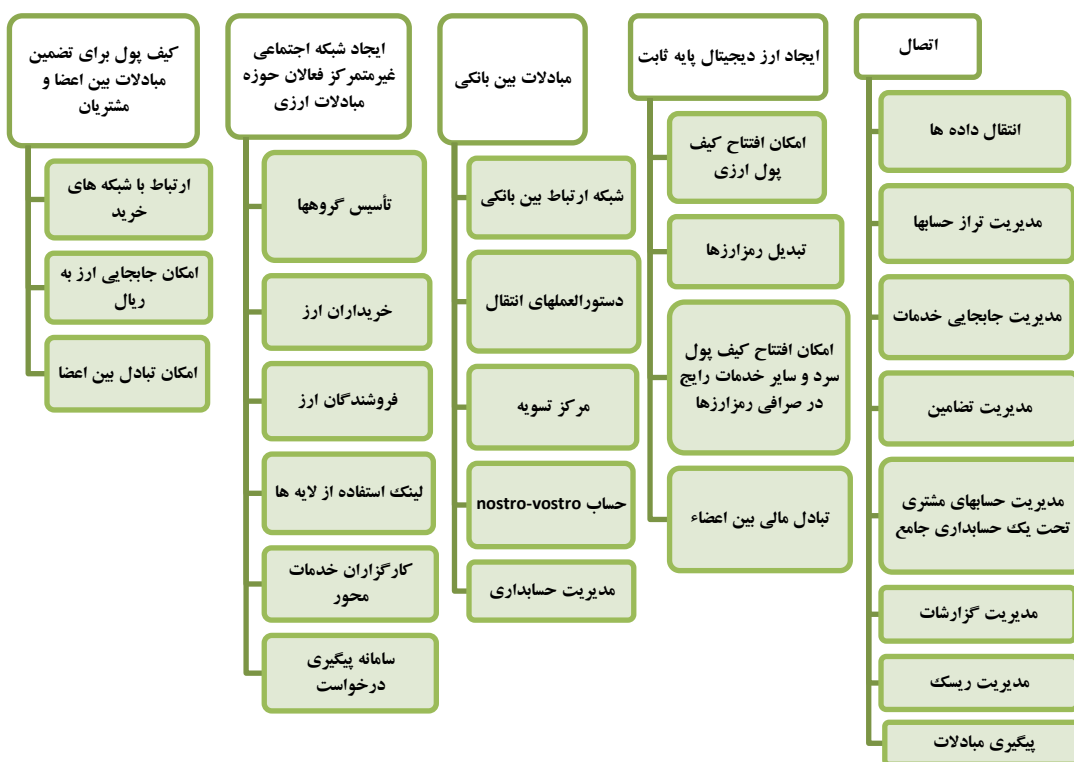 اتصال
انتقال داده ها
مدیریت تراز حسابها
مدیریت جابجایی خدمات
مدیریت تضامین
مدیریت حسابهای مشتری
تحت یک حسابداری جامع
مدیریت گزارشات
مدیریت ریسک
پیگیری مبادلات
ایجاد ارز دیجیتال پایه ثابت
امکان افتتاح کیف
پول ارزی
تبدیل رمزارزها
امکان افتتاح کیف پول
سرد و سایر خدمات رایج
در صرافی رمزارزها
تبادل مالی بین اعضاء
مبادلات بین بانکی
شبکه ارتباط بین بانکی
دستورالعملهای انتقال
مرکز تسویه
حساب nostro-vostro
مدیریت حسابداری
ایجاد شبکه اجتماعی
غیرمتمرکز فعالان حوزه
مبادلات ارزی
تأسیس گروهها
خریداران ارز
فروشندگان ارز
لینک استفاده از لایه ها
کارگزاران خدمات
محور
سامانه پیگیری
درخواست
کیف پول برای تضمین
مبادلات بین اعضا و
مشتریان
ارتباط با شبکه های
خرید
امکان جابجایی ارز به
ریال
امکان تبادل بین اعضا